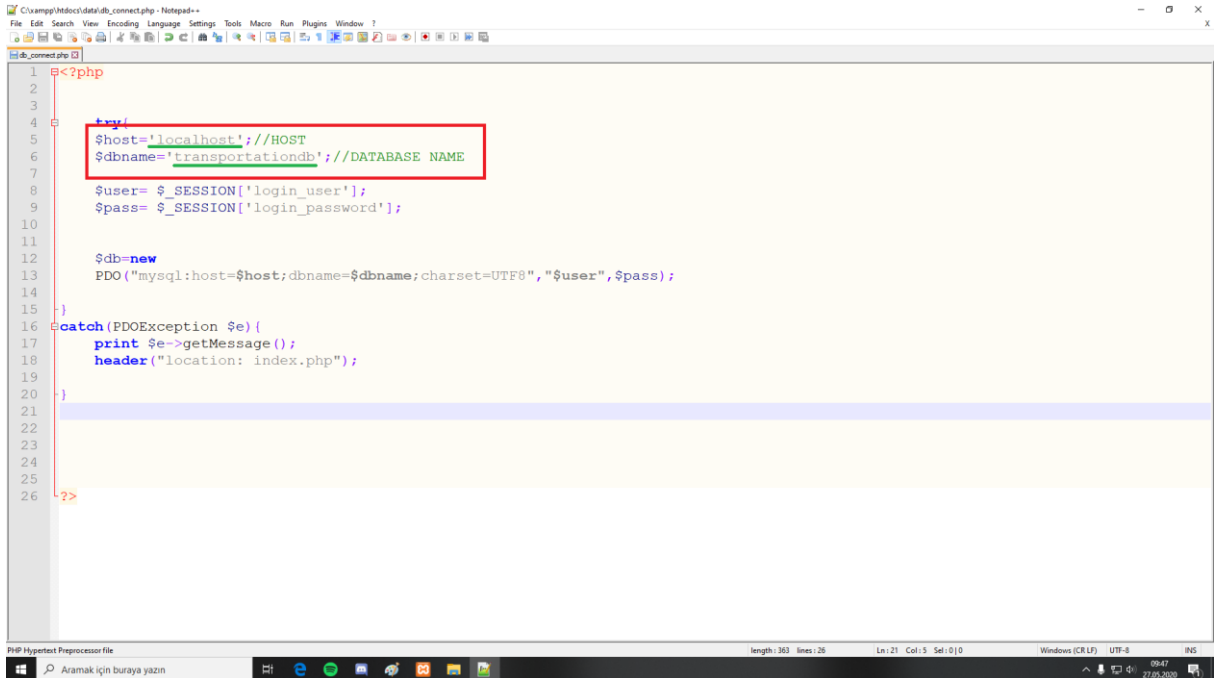 C:\xampp\htdocs\data\db_connect.php - Notepad++
File Edit Search View Encoding Language Settings Tools Macro Run Plugins Window ?
X
db_connect.php
1 <?php
2
3
4 try{
5 $host='localhost';//HOST
6 $dbname='transportationdb';//DATABASE NAME
7
8 $user= $_SESSION['login_user'];
9 $pass= $_SESSION['login_password'];
10
11
12 $db=new
13 PDO("mysql:host=$host;dbname=$dbname;charset=UTF8","$user",$pass);
14
15 }
16 catch(PDOException $e){
17 print $e->getMessage();
18 header("location: index.php");
19
20 }
21
22
23
24
25
26 ?>
PHP Hypertext Preprocessor file length : 363 lines : 26 Ln : 21 Col : 5 Sel : 0 | 0 Windows (CR LF) UTF-8 INS
Aramak için buraya yazın 09:47
27.05.2020